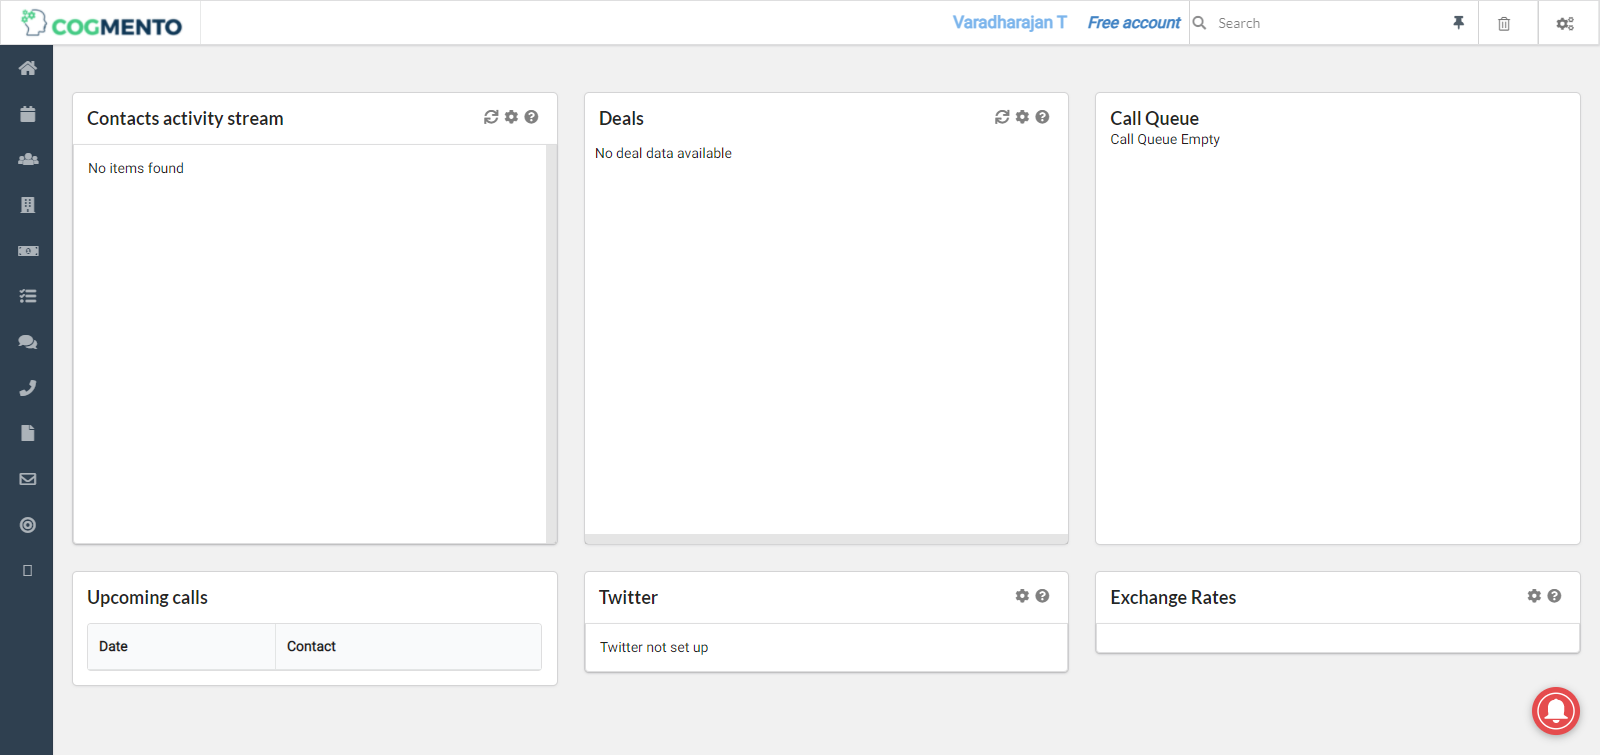 COGMENTO
Varadharajan T
Free account
Search
Contacts activity stream
No items found
Deals
No deal data available
Call Queue
Call Queue Empty
Upcoming calls
Date
Contact
Twitter
Twitter not set up
Exchange Rates